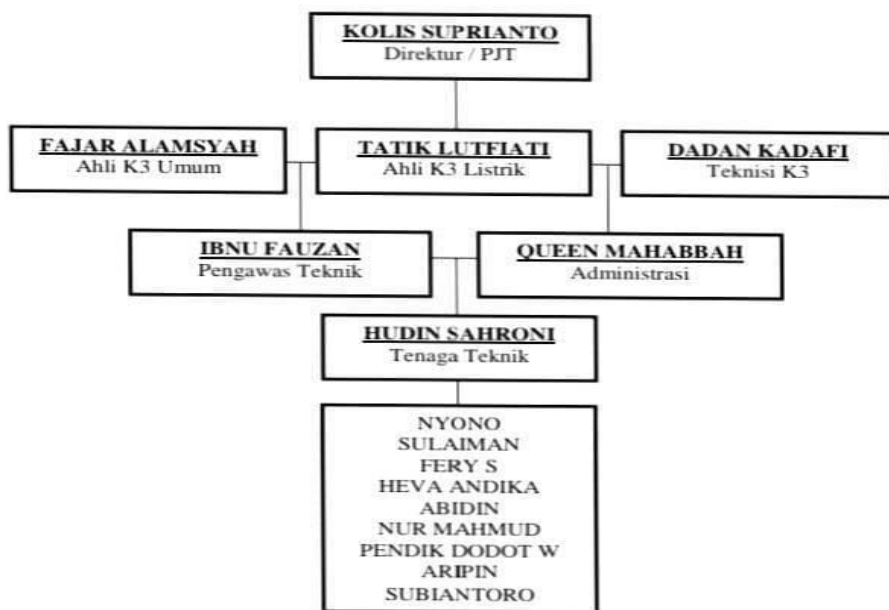 KOLIS SUPRIANTO
Direktur / PJT
FAJAR ALAMSYAH
Ahli K3 Umum
TATIK LUTFIATI
Ahli K3 Listrik
DADAN KADAFI
Teknisi K3
IBNU FAUZAN
Pengawas Teknik
QUEEN MAHABBAH
Administrasi
HUDIN SAHRONI
Tenaga Teknik
NYONO
SULAIMAN
FERY S
HEVA ANDIKA
ABIDIN
NUR MAHMUD
PENDIK DODOT W
ARIPIN
SUBIANTORO